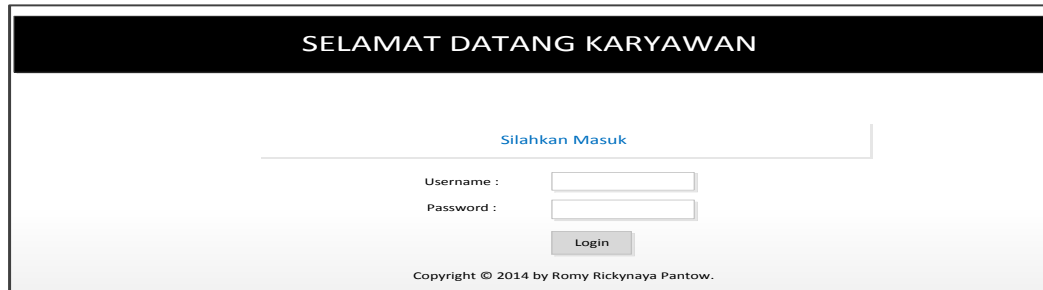 SELAMAT DATANG KARYAWAN
Silahkan Masuk
Username :
Password :
Login
Copyright © 2014 by Romy Rickynaya Pantow.